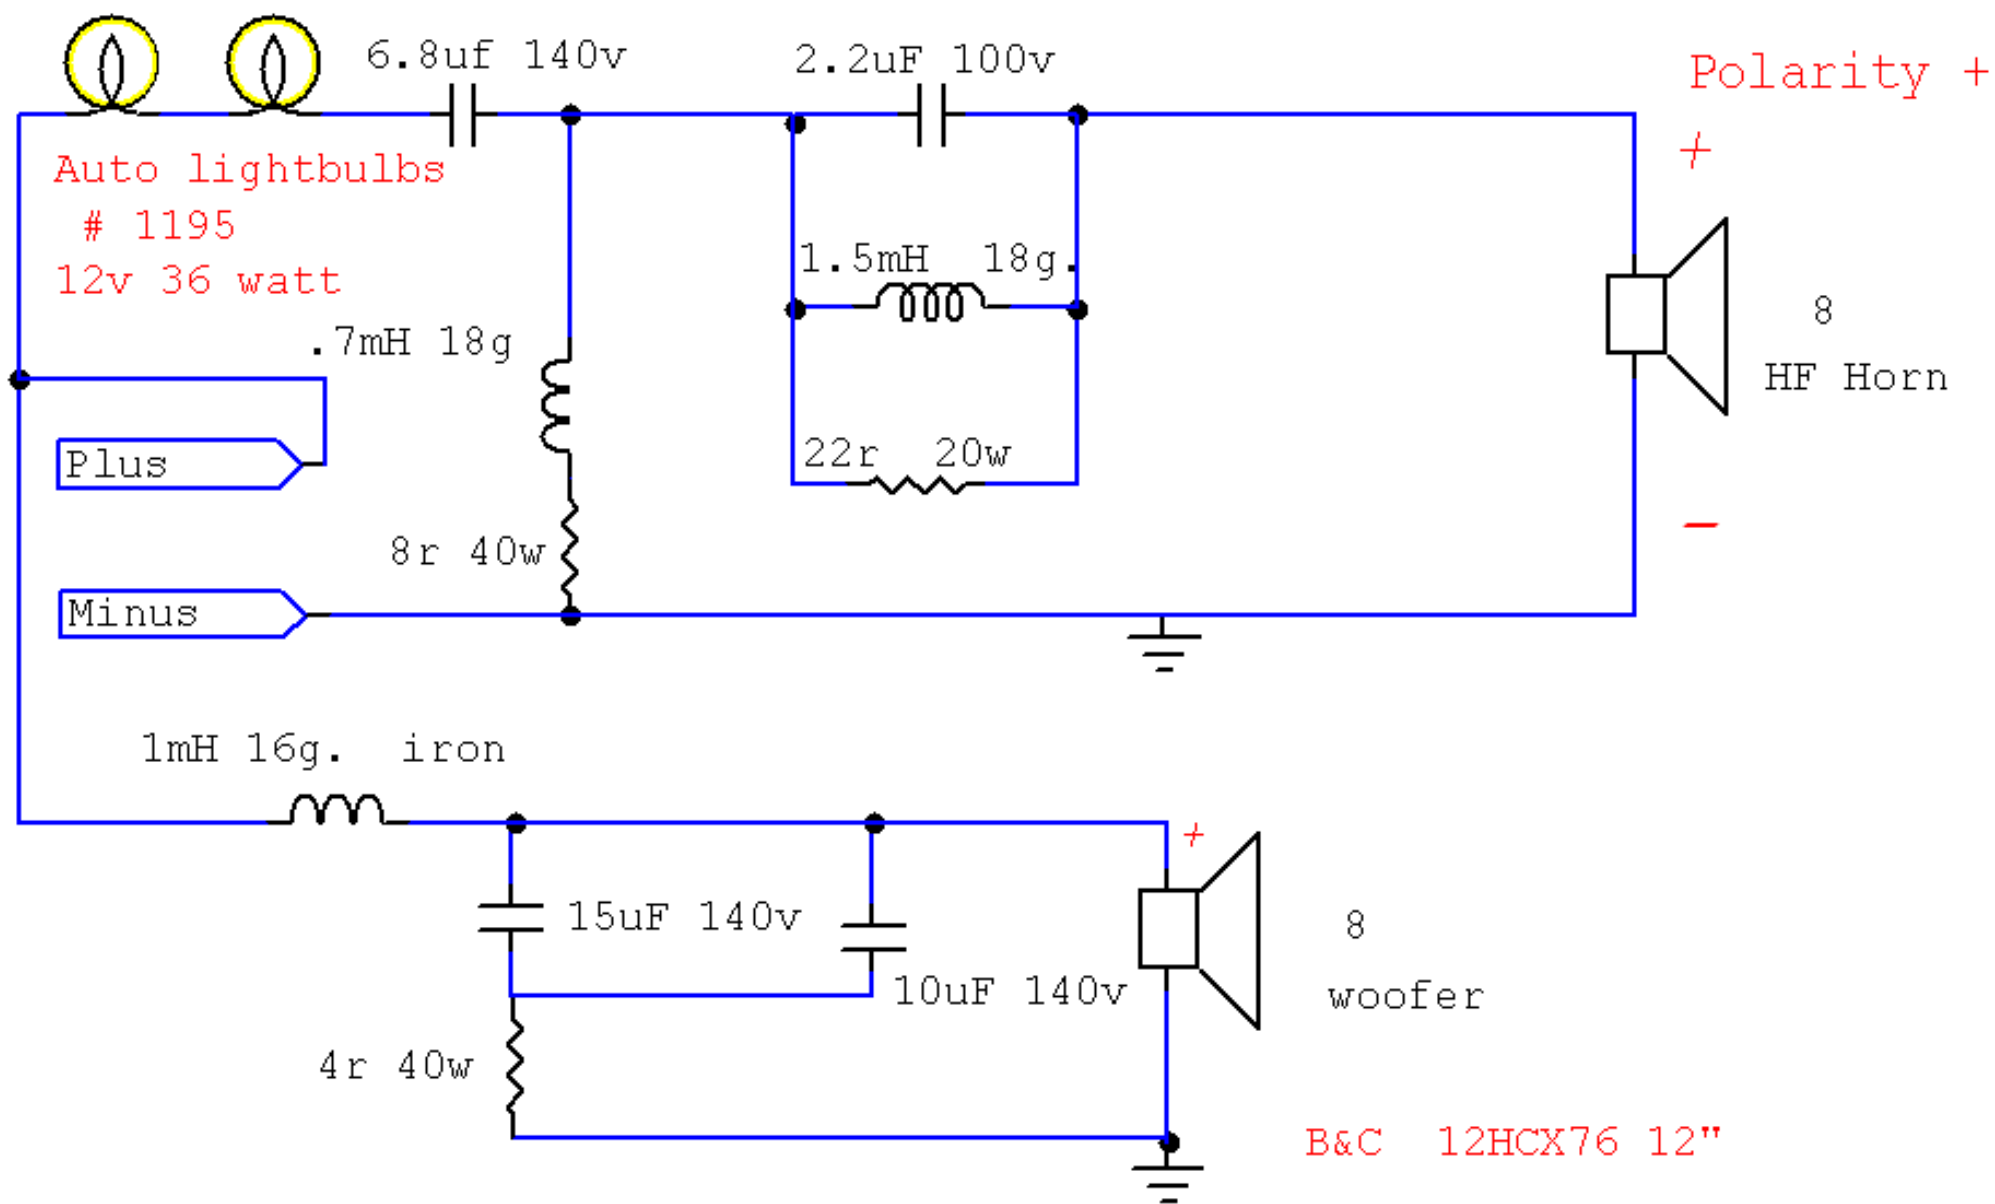 6.8uf 140v
2.2uF 100v
Polarity +
+
Auto lightbulbs
# 1195
12v 36 watt
1.5mH 18g.
.7mH 18g
8
HF Horn
Plus
22r 20w
−
8r 40w
Minus
1mH 16g. iron
+
15uF 140v
8
10uF 140v
woofer
4r 40w
B&C 12HCX76 12"